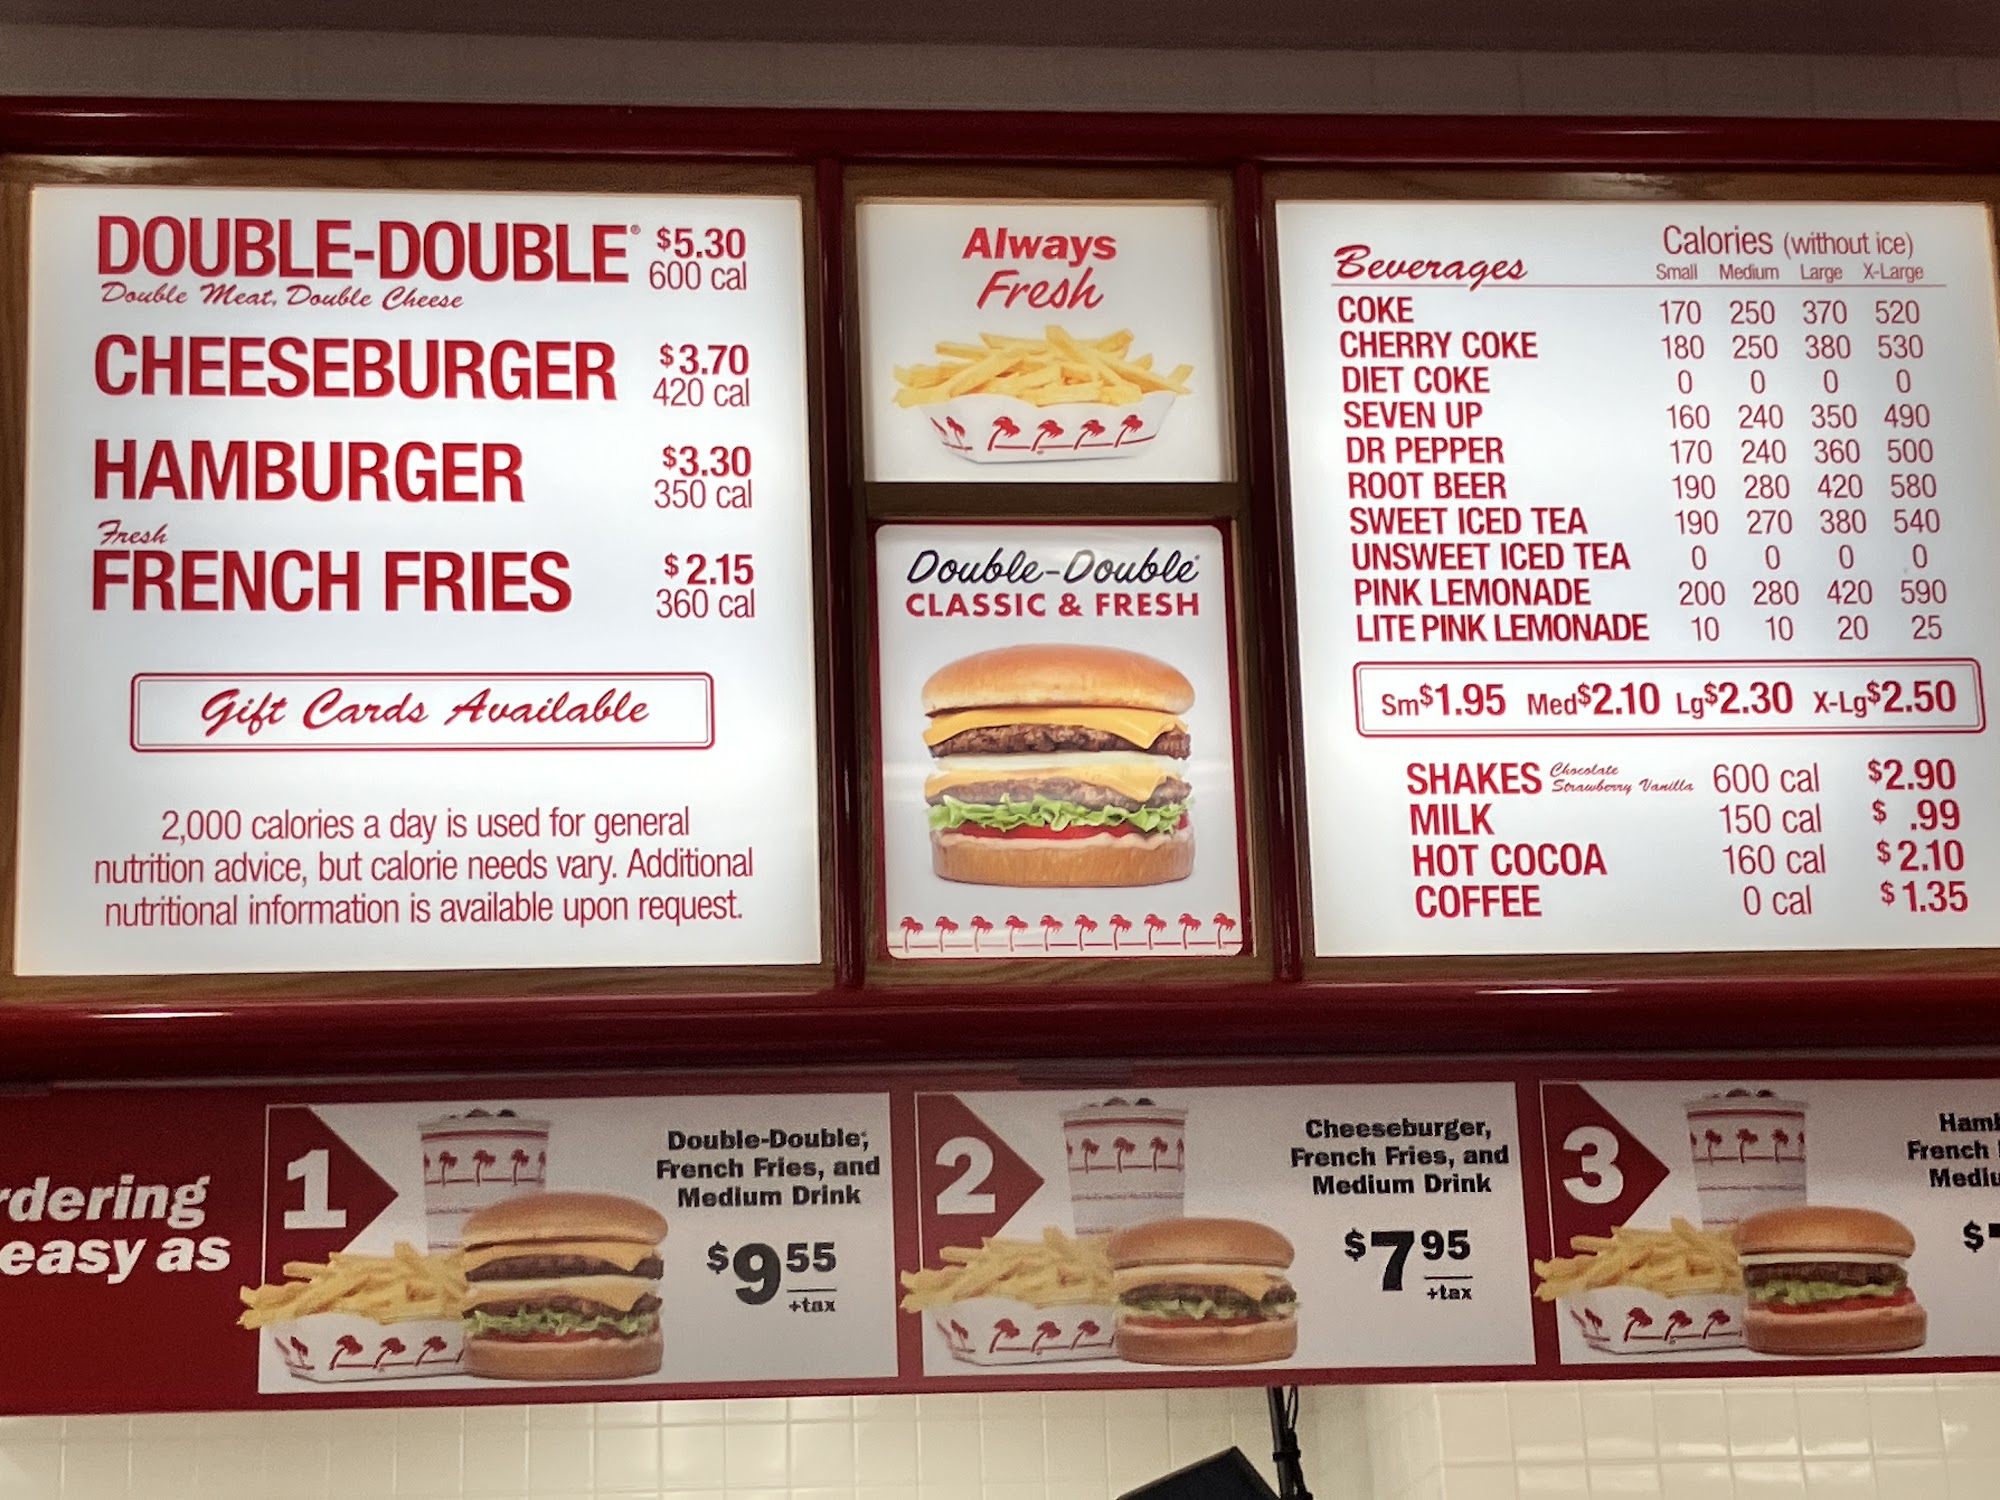 DOUBLE-DOUBLE® $5.30
600 cal
Double Meat, Double Cheese
CHEESEBURGER $3.70
420 cal
HAMBURGER $3.30
350 cal
Fresh
FRENCH FRIES $2.15
360 cal
Gift Cards Available
2,000 calories a day is used for general
nutrition advice, but calorie needs vary. Additional
nutritional information is available upon request.
Always
Fresh
Double-Double®
CLASSIC & FRESH
Beverages Calories (without ice)
Small Medium Large X-Large
COKE 170 250 370 520
CHERRY COKE 180 250 380 530
DIET COKE 0 0 0 0
SEVEN UP 160 240 350 490
DR PEPPER 170 240 360 500
ROOT BEER 190 280 420 580
SWEET ICED TEA 190 270 380 540
UNSWEET ICED TEA 0 0 0 0
PINK LEMONADE 200 280 420 590
LITE PINK LEMONADE 10 10 20 25
Sm$1.95 Med$2.10 Lg$2.30 X-Lg$2.50
SHAKES Chocolate Strawberry Vanilla 600 cal $2.90
MILK 150 cal $ .99
HOT COCOA 160 cal $2.10
COFFEE 0 cal $1.35
rdering
easy as
1
Double-Double®,
French Fries, and
Medium Drink
$9.55
+tax
2
Cheeseburger,
French Fries, and
Medium Drink
$7.95
+tax
3
Ham
French
Mediu
$